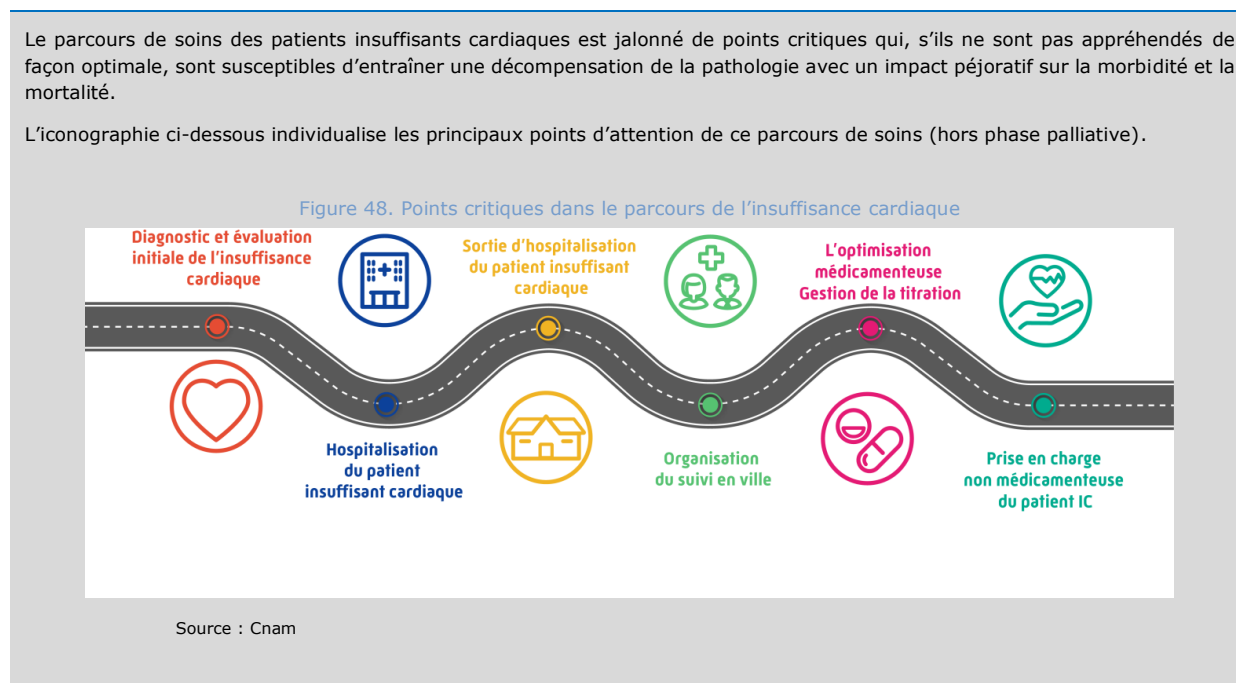 Le parcours de soins des patients insuffisants cardiaques est jalonné de points critiques qui, s’ils ne sont pas appréhendés de
façon optimale, sont susceptibles d’entraîner une décompensation de la pathologie avec un impact péjoratif sur la morbidité et la
mortalité.
L’iconographie ci-dessous individualise les principaux points d’attention de ce parcours de soins (hors phase palliative).
Figure 48. Points critiques dans le parcours de l’insuffisance cardiaque
Diagnostic et évaluation
initiale de l’insuffisance
cardiaque
Hospitalisation
du patient
insuffisant cardiaque
Sortie d’hospitalisation
du patient insuffisant
cardiaque
Organisation
du suivi en ville
L’optimisation
médicamenteuse
Gestion de la titration
Prise en charge
non médicamenteuse
du patient IC
Source : Cnam